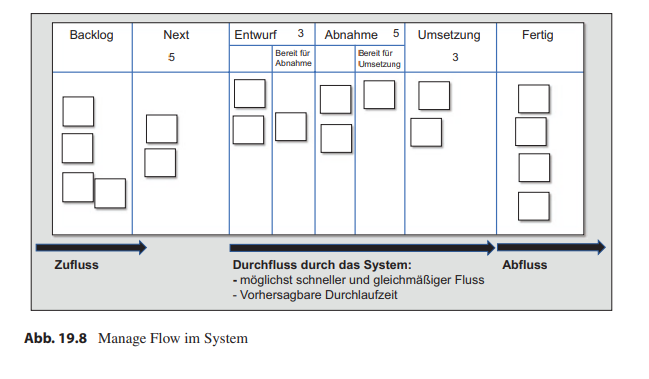 Backlog
Next
5
Entwurf 3
Bereit für
Abnahme
Abnahme 5
Bereit für
Umsetzung
Umsetzung
3
Fertig
Zufluss
Durchfluss durch das System:
- möglichst schneller und gleichmäßiger Fluss
- Vorhersagbare Durchlaufzeit
Abfluss
Abb. 19.8 Manage Flow im System